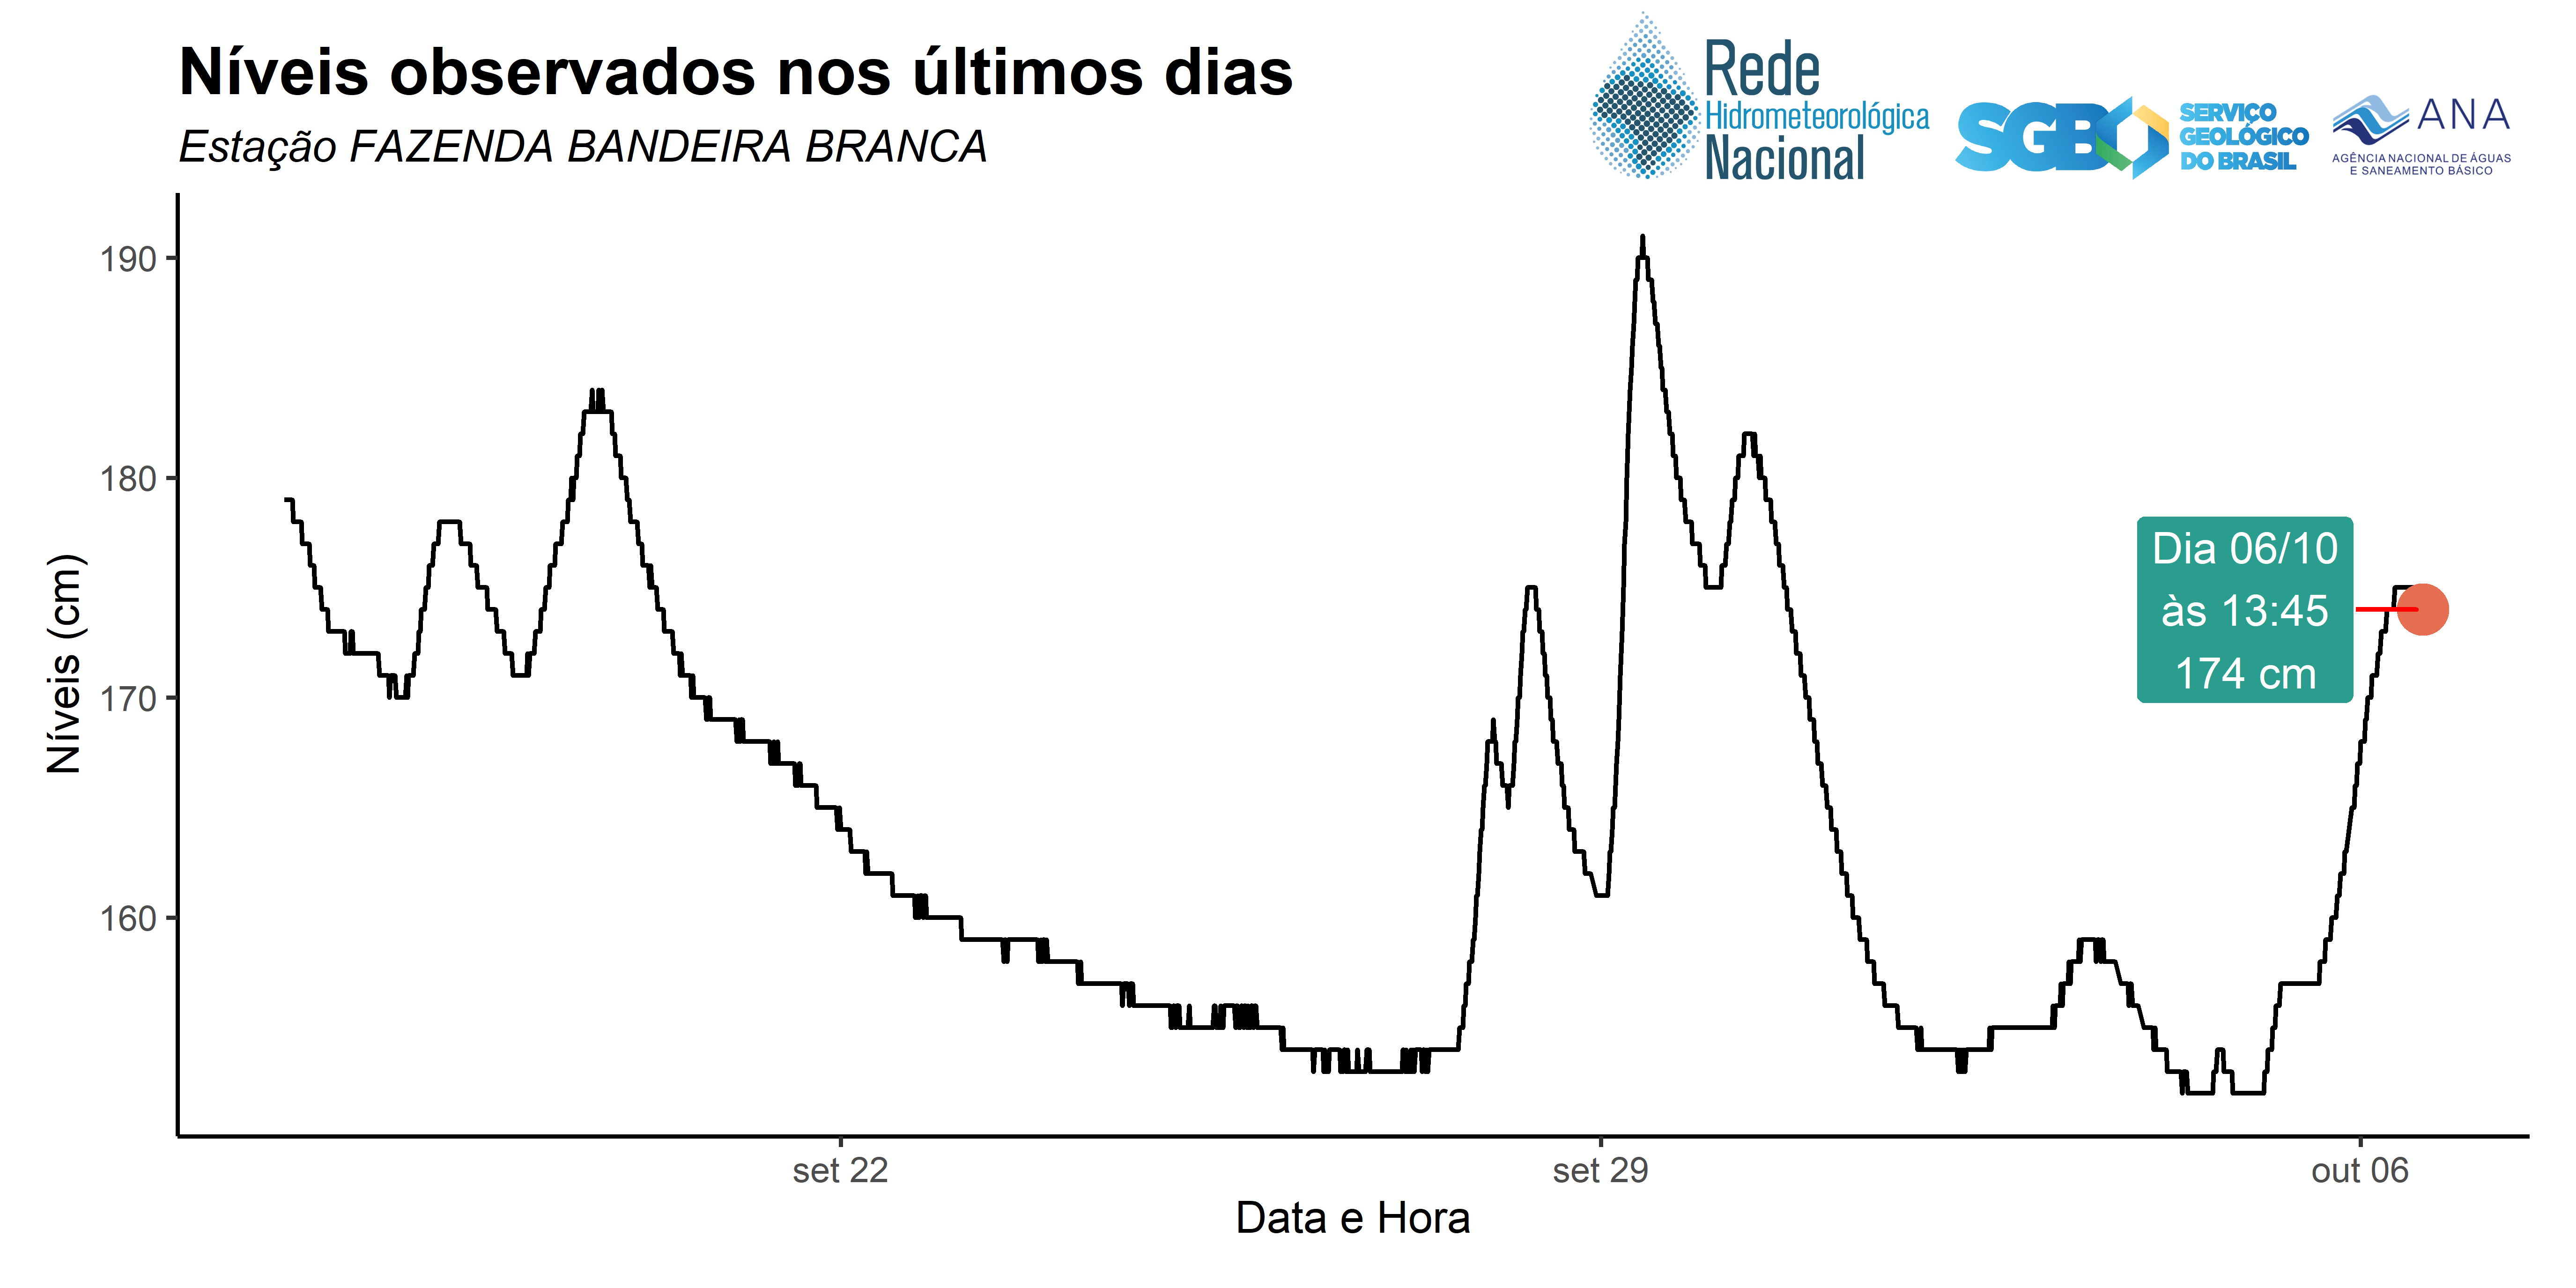 Níveis observados nos últimos dias
Estação FAZENDA BANDEIRA BRANCA
Rede
Hidrometeorológica
Nacional
SGB
SERVIÇO
GEOLÓGICO
DO BRASIL
ANA
AGÊNCIA NACIONAL DE ÁGUAS
E SANEAMENTO BÁSICO
190
180
170
160
Níveis (cm)
Dia 06/10
às 13:45
174 cm
set 22
set 29
out 06
Data e Hora